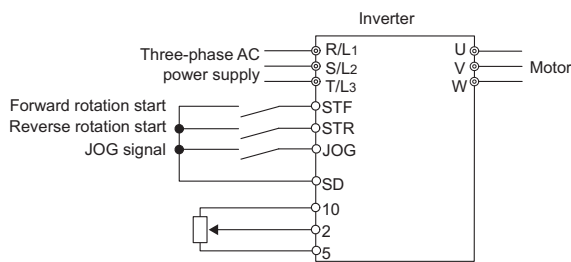 Inverter
Three-phase AC
power supply
R/L1
S/L2
T/L3
U
V
W
Motor
Forward rotation start
STF
Reverse rotation start
STR
JOG signal
JOG
SD
10
2
5